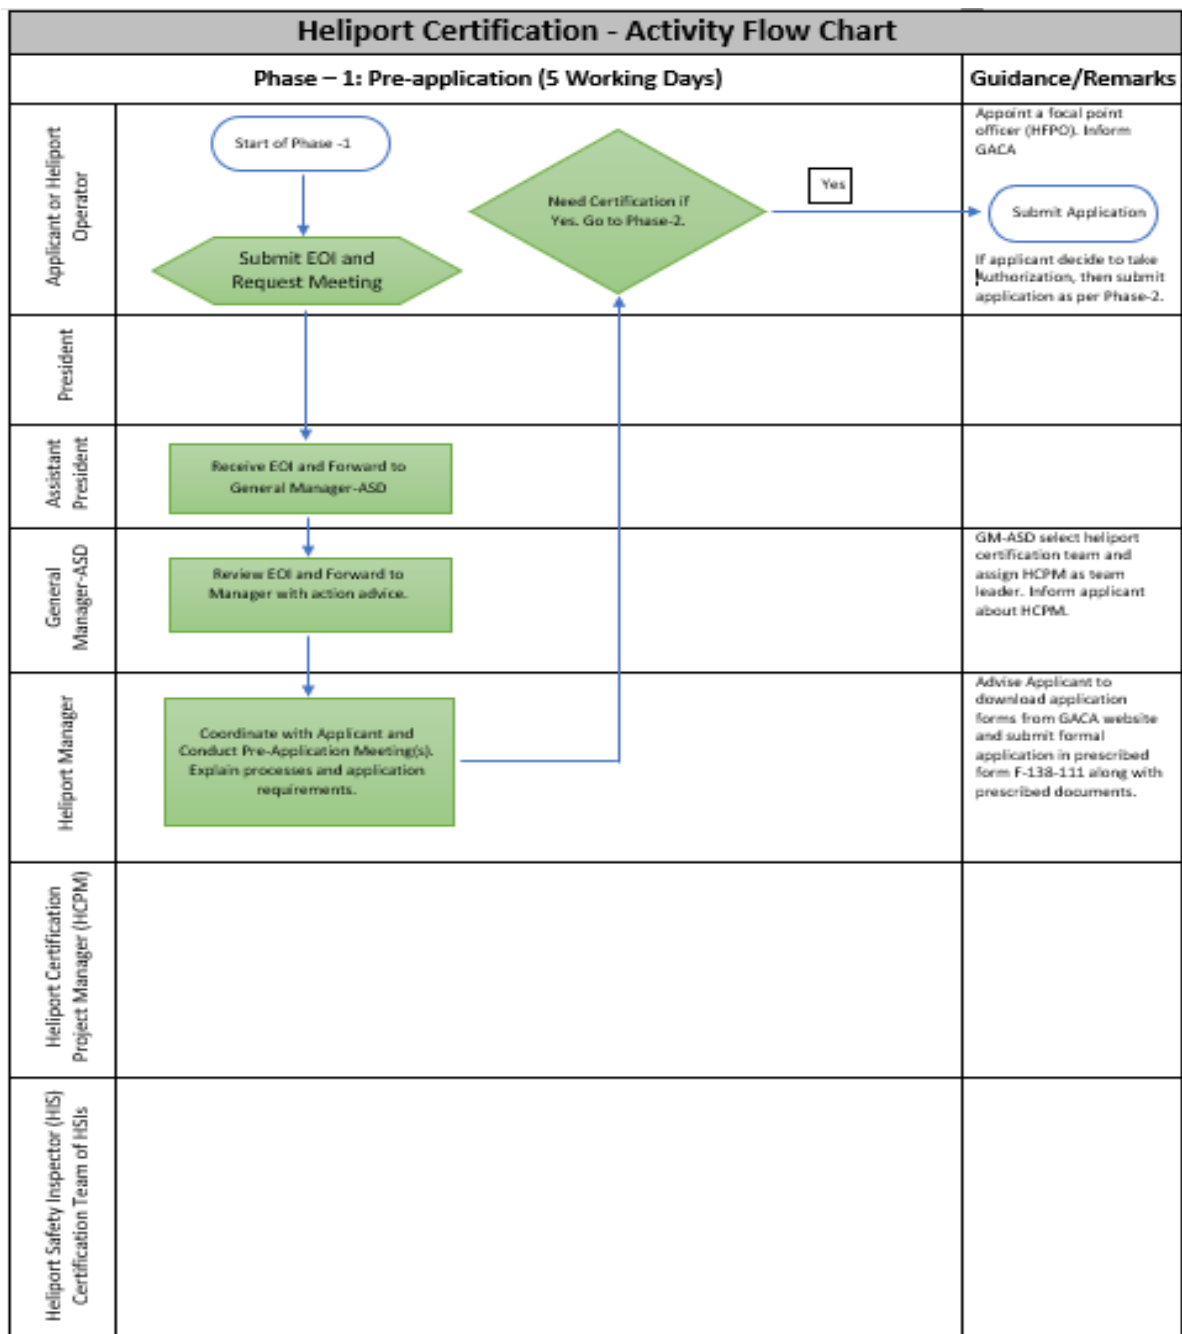 Heliport Certification - Activity Flow Chart
Phase – 1: Pre-application (5 Working Days)
Guidance/Remarks
Applicant or Heliport
Operator
Start of Phase -1
Submit EOI and
Request Meeting
Need Certification if
Yes. Go to Phase-2.
Yes
Appoint a focal point
officer (HFPO). Inform
GACA
Submit Application
If applicant decide to take
Authorization, then submit
application as per Phase-2.
President
Assistant
President
Receive EOI and Forward to
General Manager-ASD
General
Manager-ASD
Review EOI and Forward to
Manager with action advice.
GM-ASD select heliport
certification team and
assign HCPM as team
leader. Inform applicant
about HCPM.
Heliport Manager
Coordinate with Applicant and
Conduct Pre-Application Meeting(s).
Explain processes and application
requirements.
Advise Applicant to
download application
forms from GACA website
and submit formal
application in prescribed
form F-138-111 along with
prescribed documents.
Heliport Certification
Project Manager (HCPM)
Heliport Safety Inspector (HIS)
Certification Team of HSIs